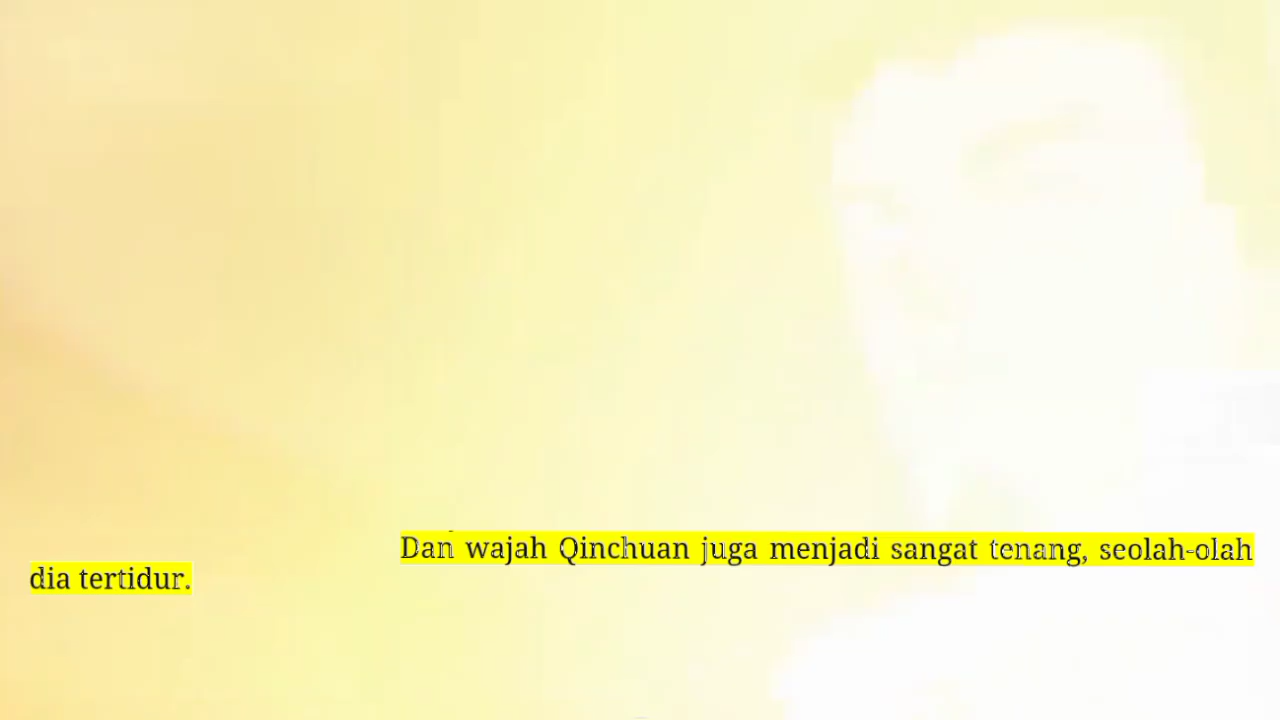 Dan wajah Qinchuan juga menjadi sangat tenang, seolah-olah
dia tertidur.